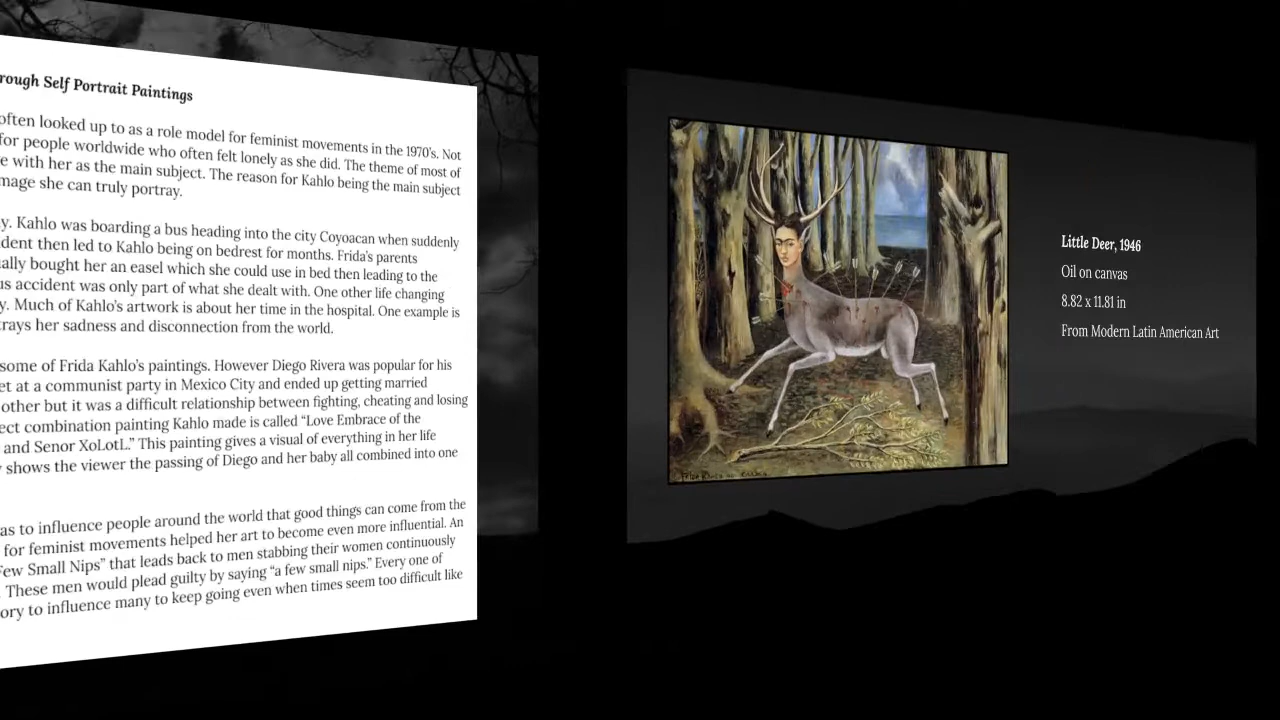 rough Self Portrait Paintings
often looked up to as a role model for feminist movements in the 1970's. Not
for people worldwide who often felt lonely as she did. The theme of most of
e with her as the main subject. The reason for Kahlo being the main subject
mage she can truly portray.
y. Kahlo was boarding a bus heading into the city Coyoacan when suddenly
dent then led to Kahlo being on bedrest for months. Frida's parents
ually bought her an easel which she could use in bed then leading to the
us accident was only part of what she dealt with. One other life changing
y. Much of Kahlo's artwork is about her time in the hospital. One example is
trays her sadness and disconnection from the world.
some of Frida Kahlo's paintings. However Diego Rivera was popular for his
et at a communist party in Mexico City and ended up getting married
other but it was a difficult relationship between fighting, cheating and losing
ect combination painting Kahlo made is called “Love Embrace of the
and Senor XoLotL.” This painting gives a visual of everything in her life
y shows the viewer the passing of Diego and her baby all combined into one
as to influence people around the world that good things can come from the
for feminist movements helped her art to become even more influential. An
Few Small Nips” that leads back to men stabbing their women continuously
. These men would plead guilty by saying “a few small nips.” Every one of
ory to influence many to keep going even when times seem too difficult like
Little Deer, 1946
Oil on canvas
8.82 x 11.81 in
From Modern Latin American Art